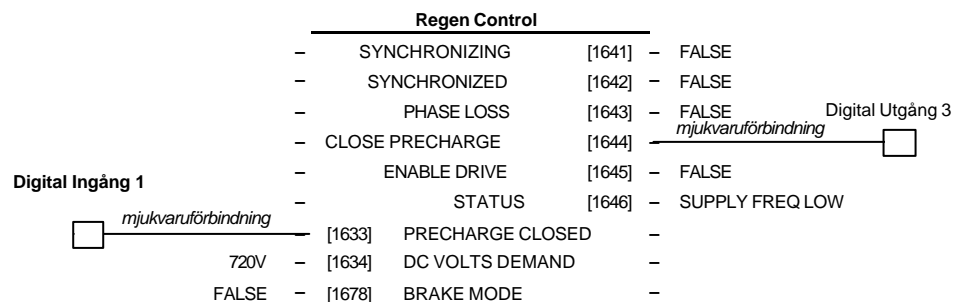 Regen Control
– SYNCHRONIZING [1641] – FALSE
– SYNCHRONIZED [1642] – FALSE
– PHASE LOSS [1643] – FALSE Digital Utgång 3
– CLOSE PRECHARGE [1644] – mjukvaruförbindning
– ENABLE DRIVE [1645] – FALSE
Digital Ingång 1
– STATUS [1646] – SUPPLY FREQ LOW
mjukvaruförbindning – [1633] PRECHARGE CLOSED –
720V – [1634] DC VOLTS DEMAND –
FALSE – [1678] BRAKE MODE –